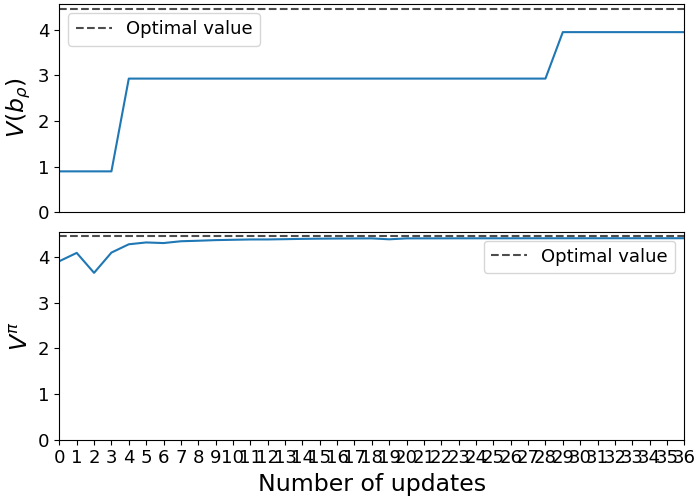 4
3
2
1
0
V(b_ρ)
Optimal value
4
3
2
1
0
V^π
Optimal value
0 1 2 3 4 5 6 7 8 9 10 11 12 13 14 15 16 17 18 19 20 21 22 23 24 25 26 27 28 29 30 31 32 33 34 35 36
Number of updates